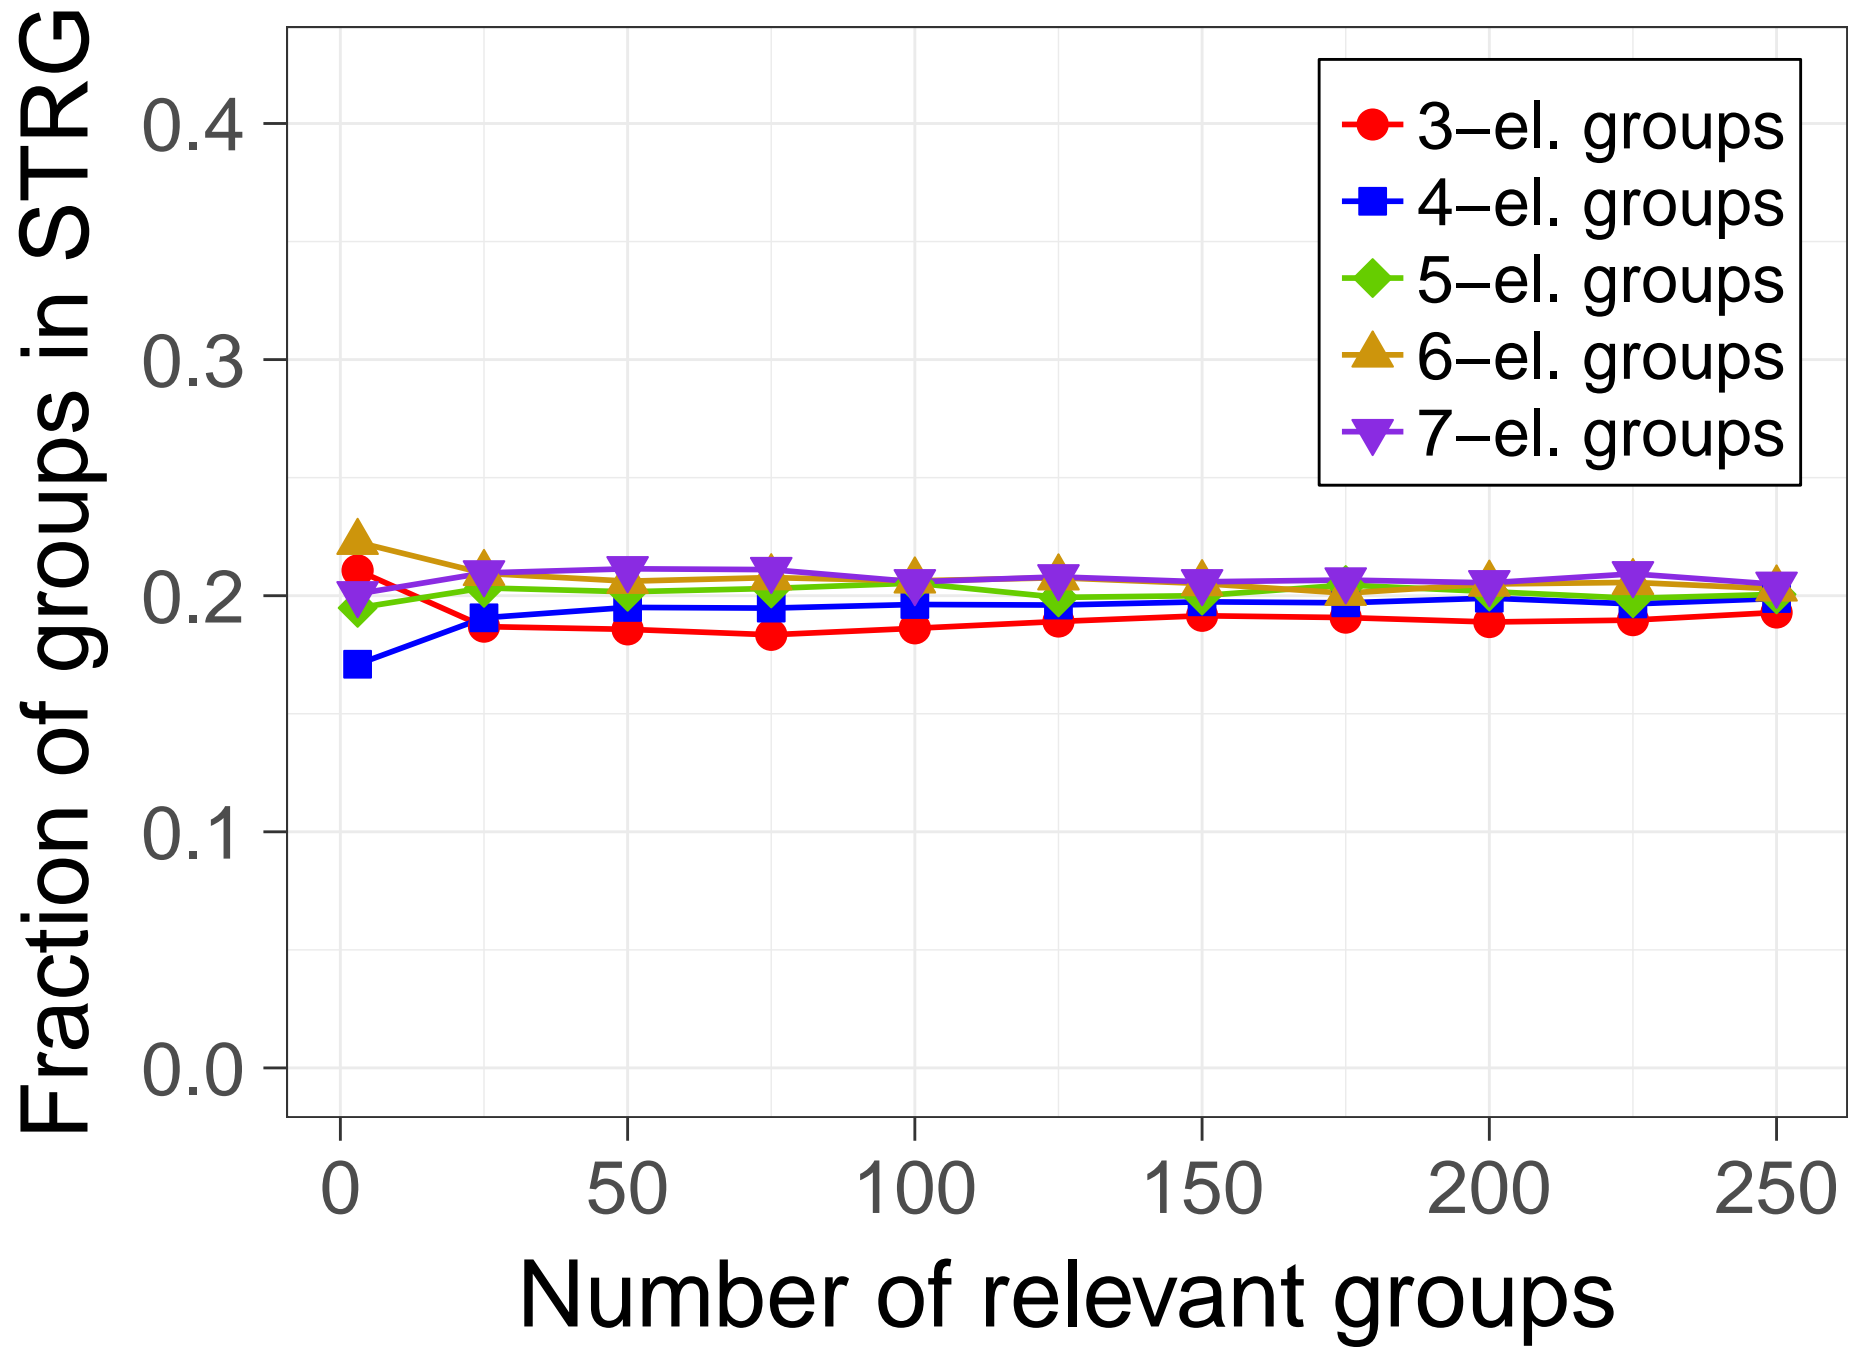 Fraction of groups in STRG
0.4
0.3
0.2
0.1
0.0
3−el. groups
4−el. groups
5−el. groups
6−el. groups
7−el. groups
0 50 100 150 200 250
Number of relevant groups